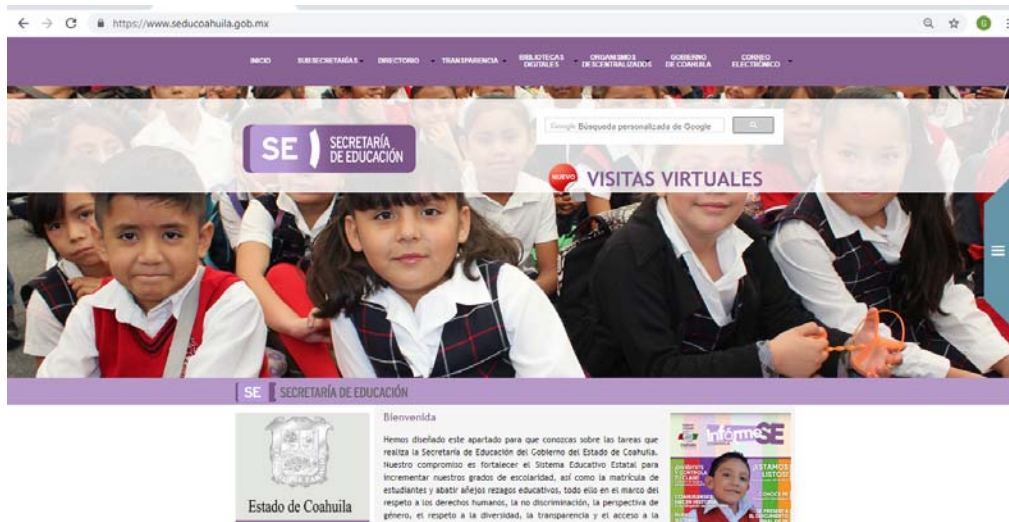 https://www.seducoahuila.gob.mx
G
INICIO SUBSECRETARÍAS DIRECTORIO TRANSPARENCIA BIBLIOTECAS DIGITALES ORGANISMOS DESCENTRALIZADOS GOBIERNO DE COAHUILA CORREO ELECTRÓNICO
SE SECRETARÍA DE EDUCACIÓN
Google Búsqueda personalizada de Google
NUEVO VISITAS VIRTUALES
SE SECRETARÍA DE EDUCACIÓN
Estado de Coahuila
Bienvenida
Hemos diseñado este apartado para que conozcas sobre las tareas que
realiza la Secretaría de Educación del Gobierno del Estado de Coahuila.
Nuestro compromiso es fortalecer el Sistema Educativo Estatal para
incrementar nuestros grados de escolaridad, así como la matrícula de
estudiantes y abatir añejos rezagos educativos, todo ello en el marco del
respeto a los derechos humanos, la no discriminación, la perspectiva de
género, el respeto a la diversidad, la transparencia y el acceso a la
InfórmeSE
¡ESTAMOS
LISTOS!